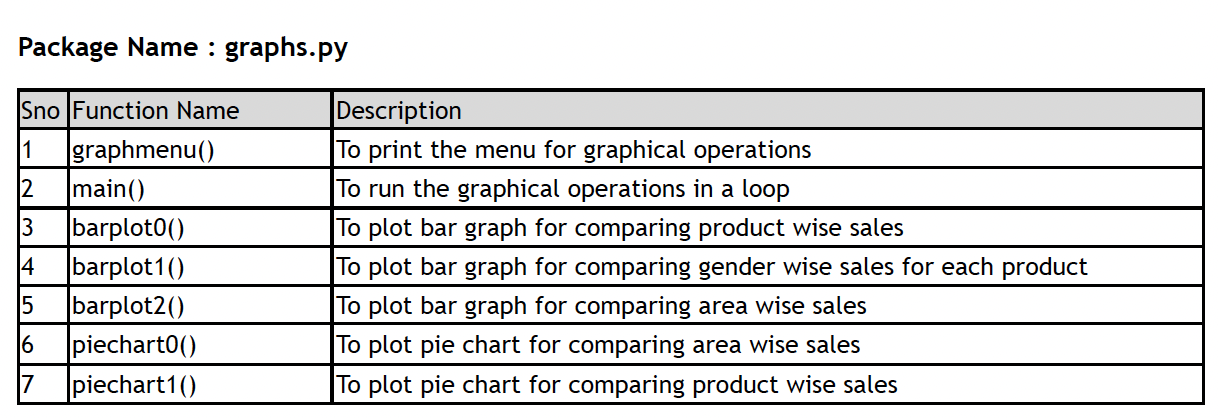 Package Name : graphs.py
Sno Function Name Description
1 graphmenu() To print the menu for graphical operations
2 main() To run the graphical operations in a loop
3 barplot0() To plot bar graph for comparing product wise sales
4 barplot1() To plot bar graph for comparing gender wise sales for each product
5 barplot2() To plot bar graph for comparing area wise sales
6 piechart0() To plot pie chart for comparing area wise sales
7 piechart1() To plot pie chart for comparing product wise sales